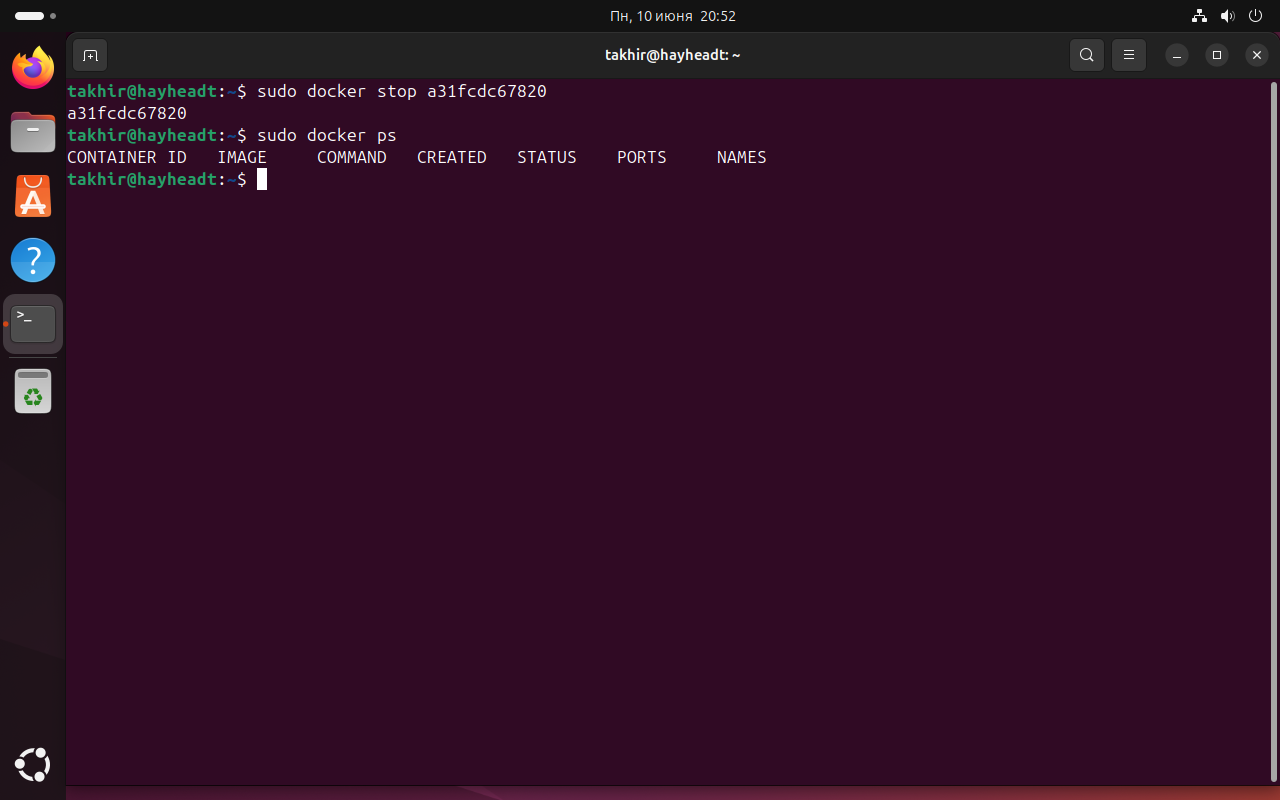 Пн, 10 июня  20:52
takhir@hayheadt: ~
takhir@hayheadt:~$ sudo docker stop a31fcdc67820
a31fcdc67820
takhir@hayheadt:~$ sudo docker ps
CONTAINER ID   IMAGE     COMMAND   CREATED   STATUS    PORTS     NAMES
takhir@hayheadt:~$